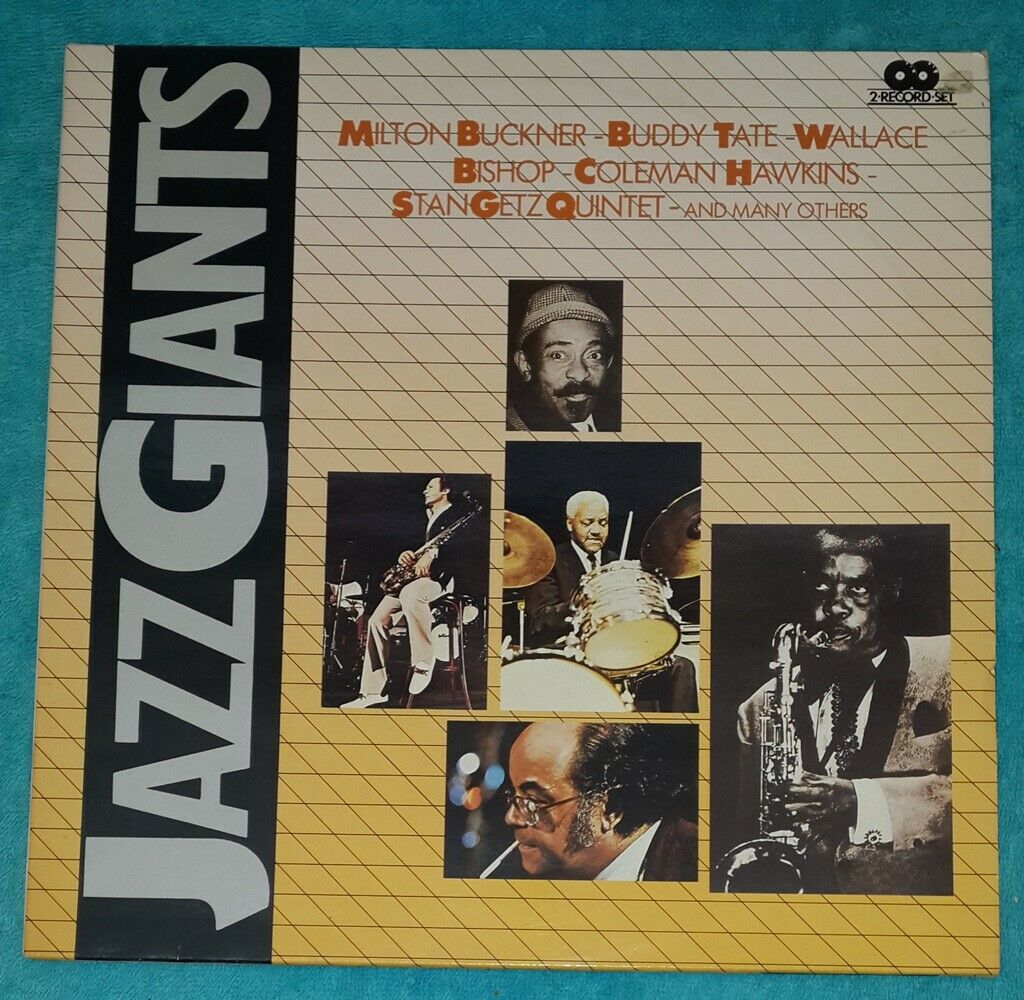 JAZZ GIANTS
2·RECORD·SET
MILTON BUCKNER - BUDDY TATE - WALLACE
BISHOP - COLEMAN HAWKINS -
STAN GETZ QUINTET - AND MANY OTHERS